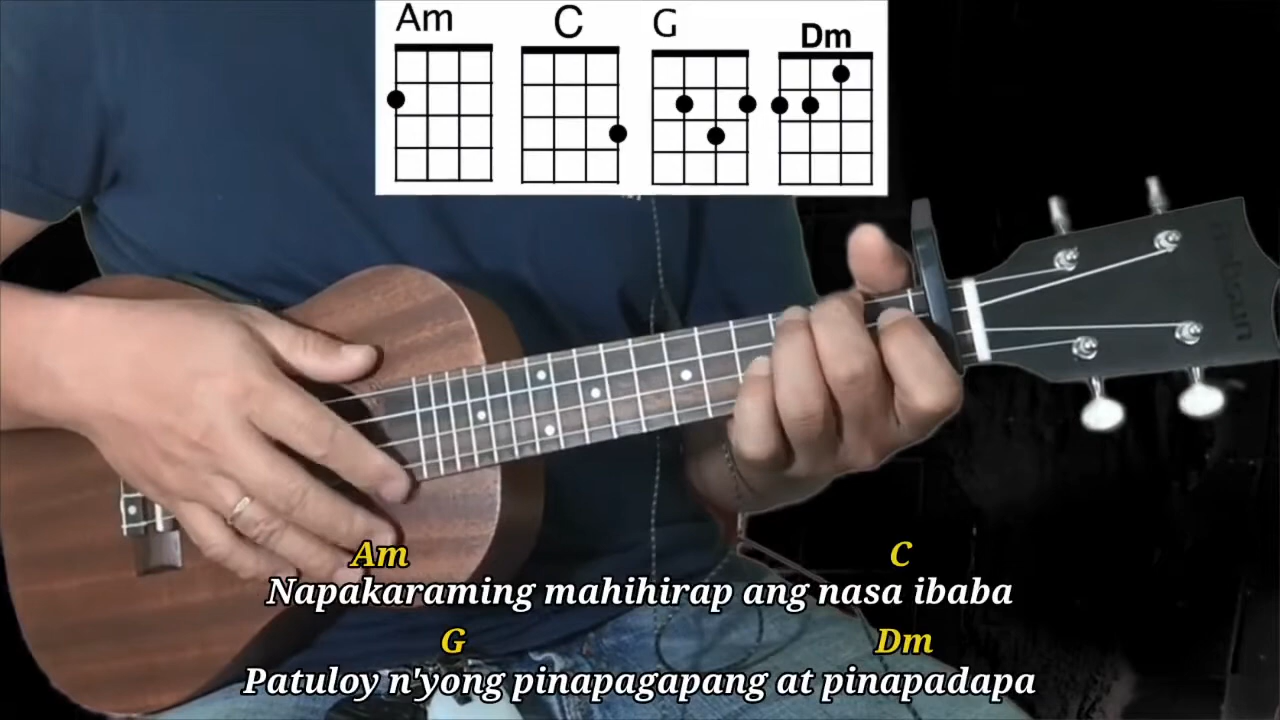 Am C G Dm
Am C
Napakaraming mahihirap ang nasa ibaba
G Dm
Patuloy n'yong pinapagapang at pinapadapa